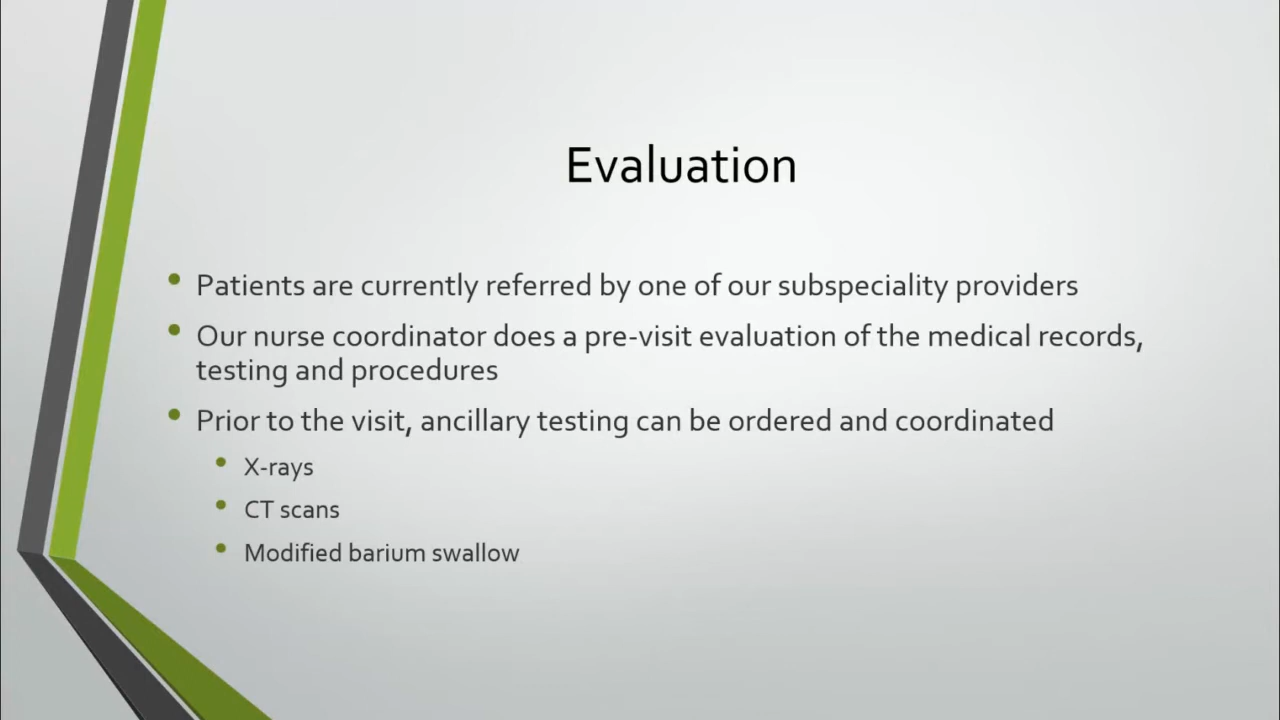 Evaluation
• Patients are currently referred by one of our subspeciality providers
• Our nurse coordinator does a pre-visit evaluation of the medical records,
testing and procedures
• Prior to the visit, ancillary testing can be ordered and coordinated
• X-rays
• CT scans
• Modified barium swallow